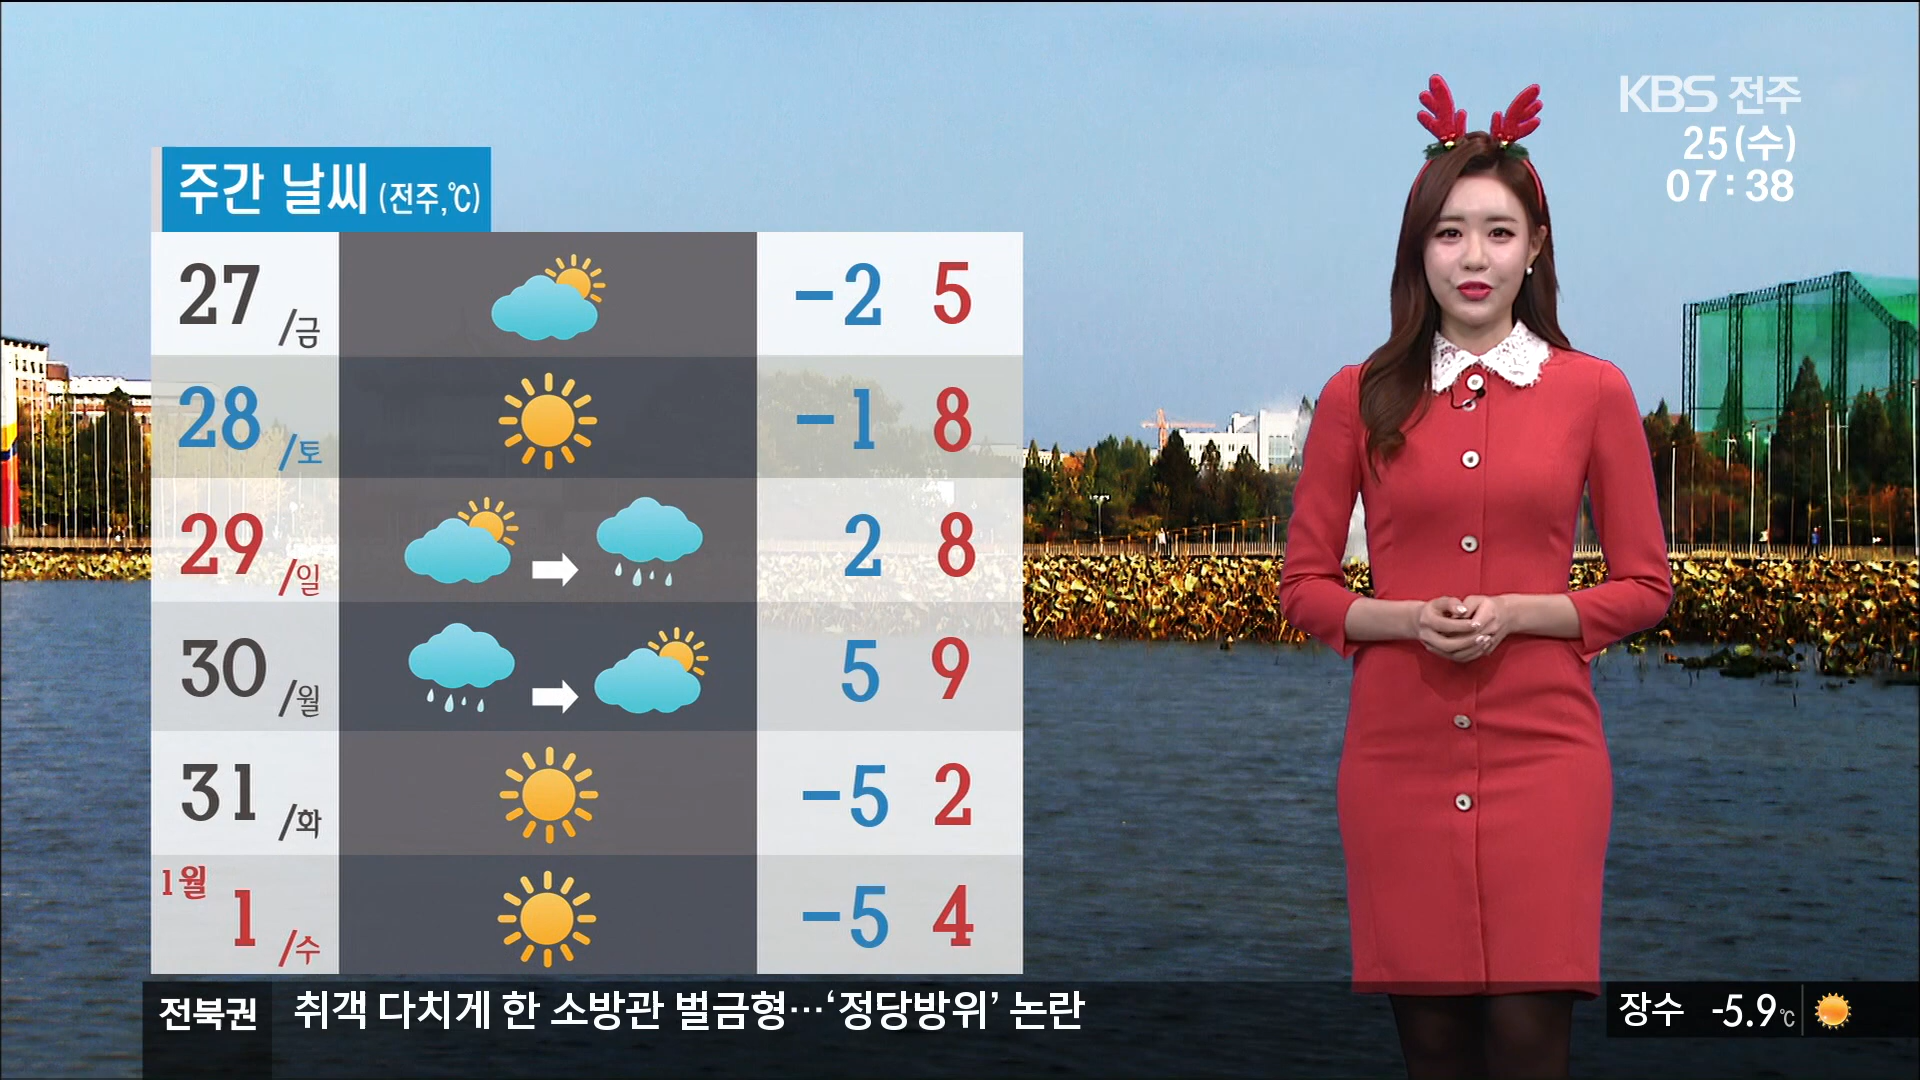 KBS 전주
25(수)
07:38
주간 날씨 (전주,℃)
27 /금 -2 5
28 /토 -1 8
29 /일 2 8
30 /월 5 9
31 /화 -5 2
1월 1 /수 -5 4
전북권 취객 다치게 한 소방관 벌금형…‘정당방위’ 논란
장수 -5.9℃